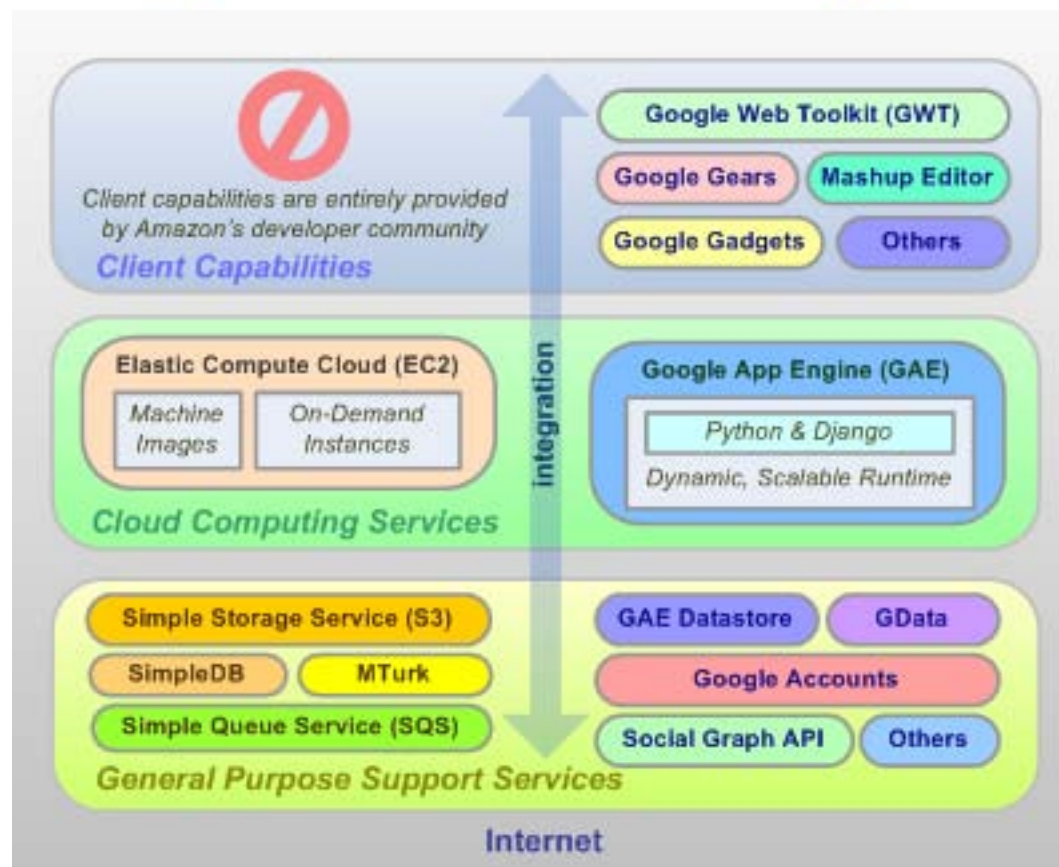 Client capabilities are entirely provided
by Amazon's developer community
Client Capabilities
Google Web Toolkit (GWT)
Google Gears
Mashup Editor
Google Gadgets
Others
integration
Elastic Compute Cloud (EC2)
Machine
Images
On-Demand
Instances
Cloud Computing Services
Google App Engine (GAE)
Python & Django
Dynamic, Scalable Runtime
Simple Storage Service (S3)
SimpleDB
MTurk
Simple Queue Service (SQS)
General Purpose Support Services
GAE Datastore
GData
Google Accounts
Social Graph API
Others
Internet